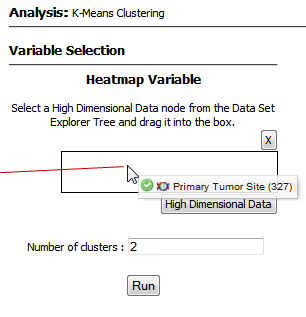 Analysis: K-Means Clustering
Variable Selection
Heatmap Variable
Select a High Dimensional Data node from the Data Set
Explorer Tree and drag it into the box.
X
Primary Tumor Site (327)
High Dimensional Data
Number of clusters : 2
Run